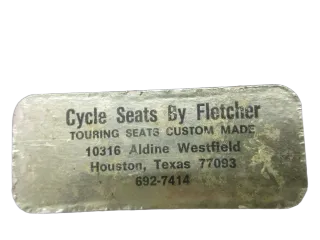 Cycle Seats By Fletcher
TOURING SEATS CUSTOM MADE
10316 Aldine Westfield
Houston, Texas 77093
692-7414